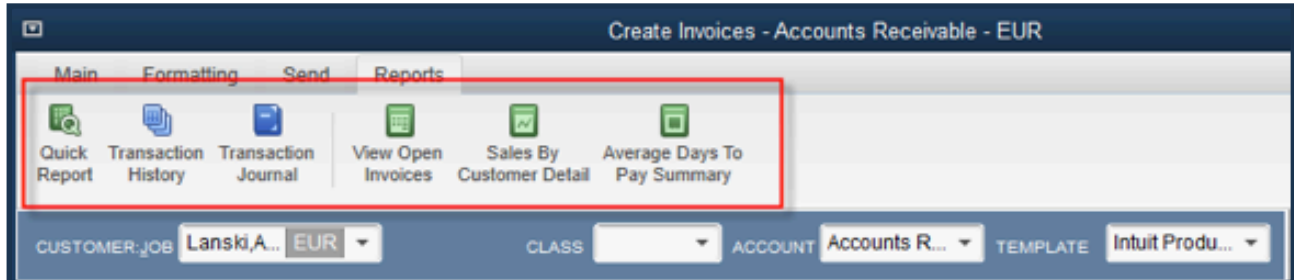 Create Invoices - Accounts Receivable - EUR
Main Formatting Send Reports
Quick Transaction Transaction View Open Sales By Average Days To
Report History Journal Invoices Customer Detail Pay Summary
CUSTOMER:JOB Lanski,A... EUR CLASS ACCOUNT Accounts R... TEMPLATE Intuit Produ...